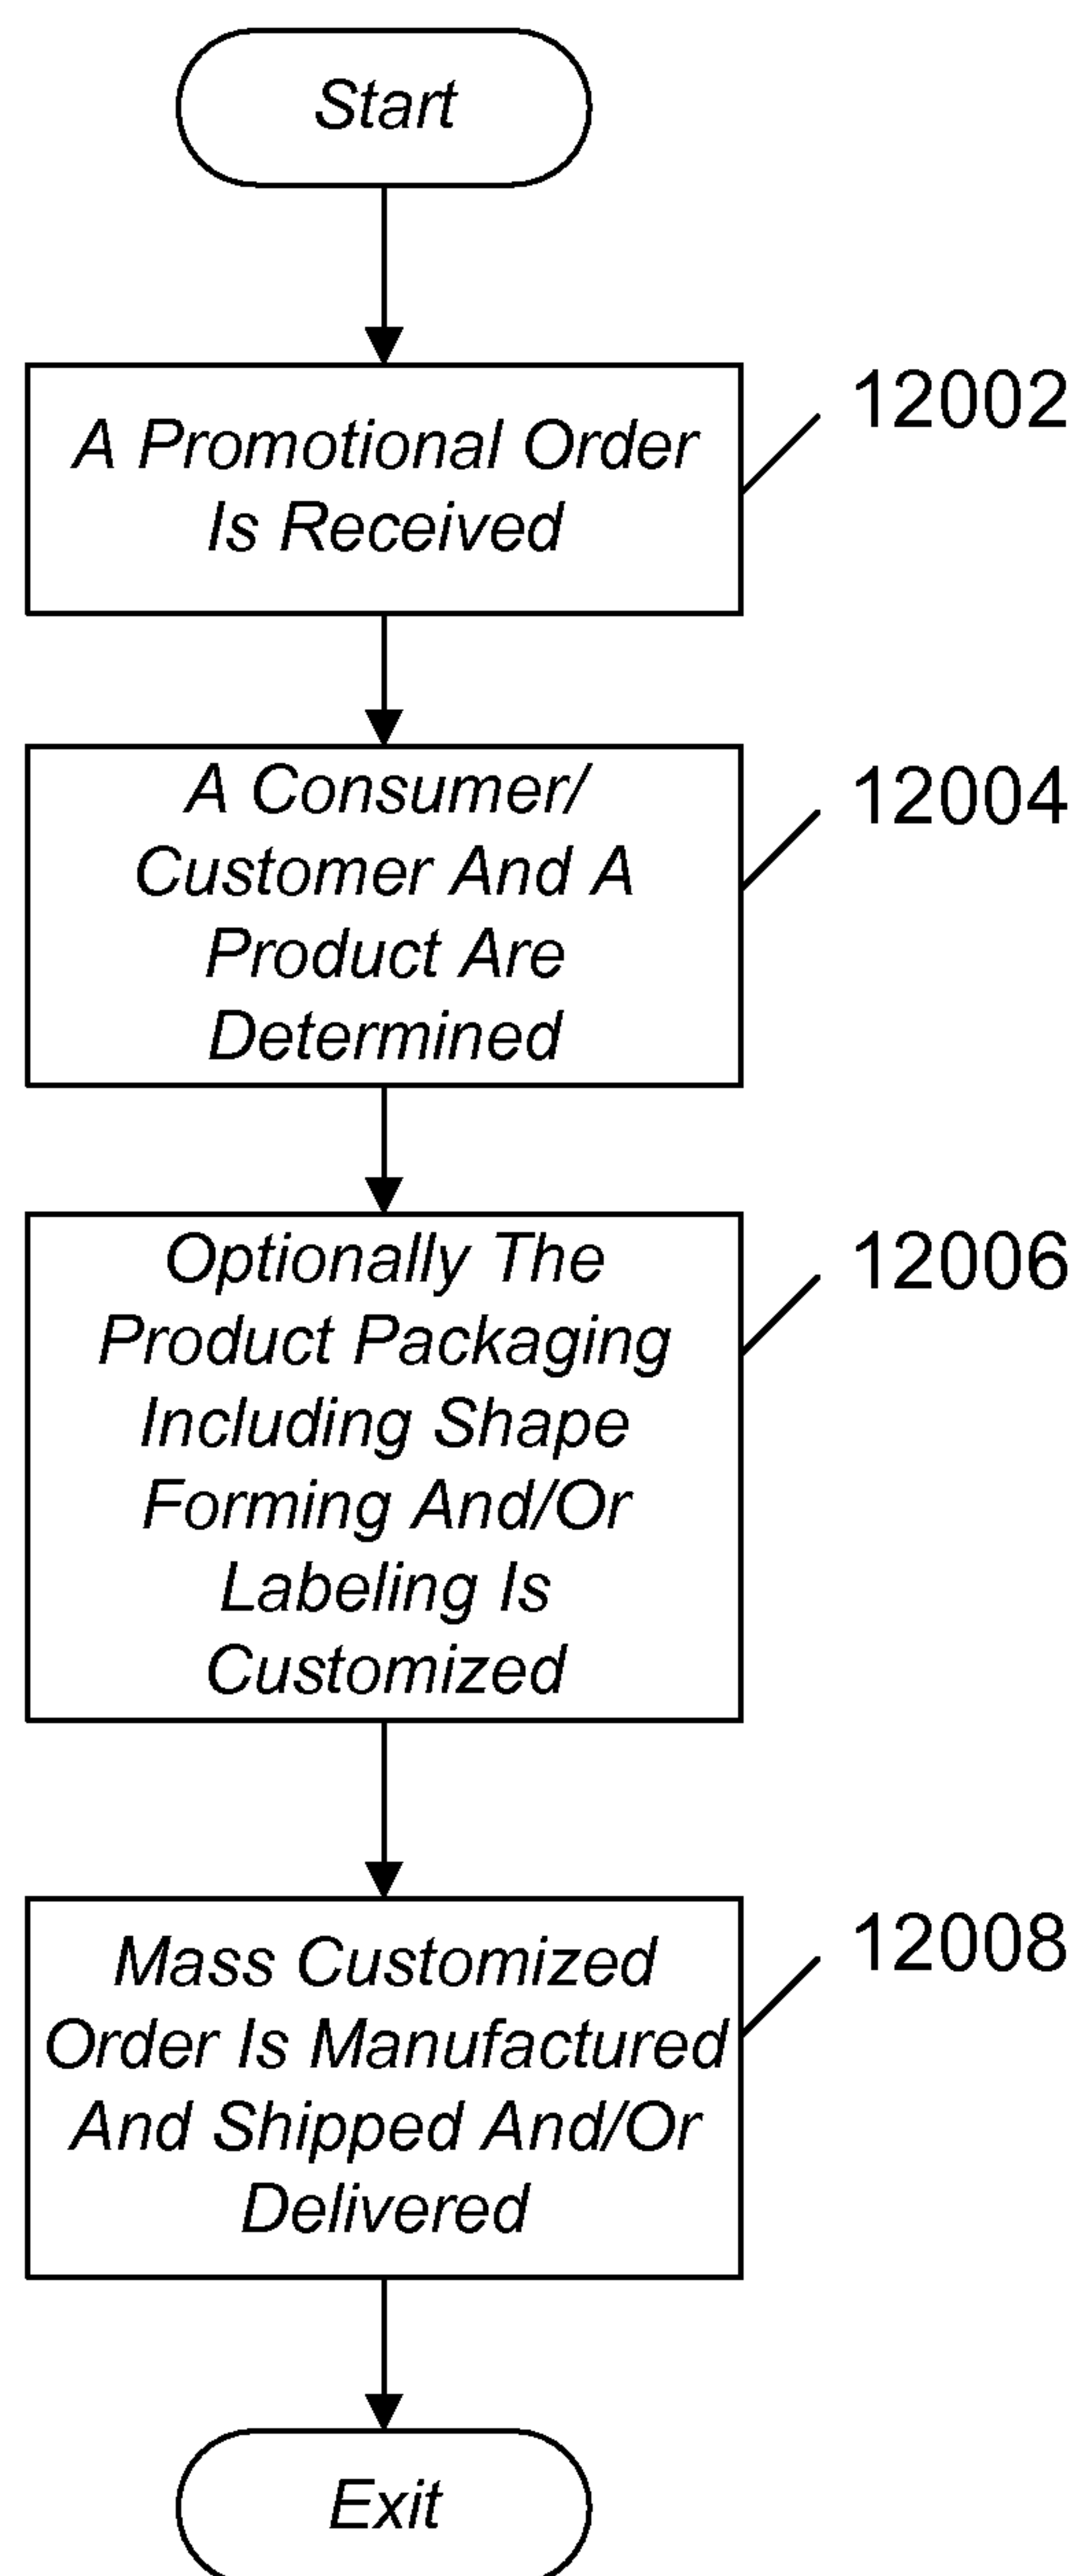 Start
A Promotional Order
Is Received
12002
A Consumer/
Customer And A
Product Are
Determined
12004
Optionally The
Product Packaging
Including Shape
Forming And/Or
Labeling Is
Customized
12006
Mass Customized
Order Is Manufactured
And Shipped And/Or
Delivered
12008
Exit